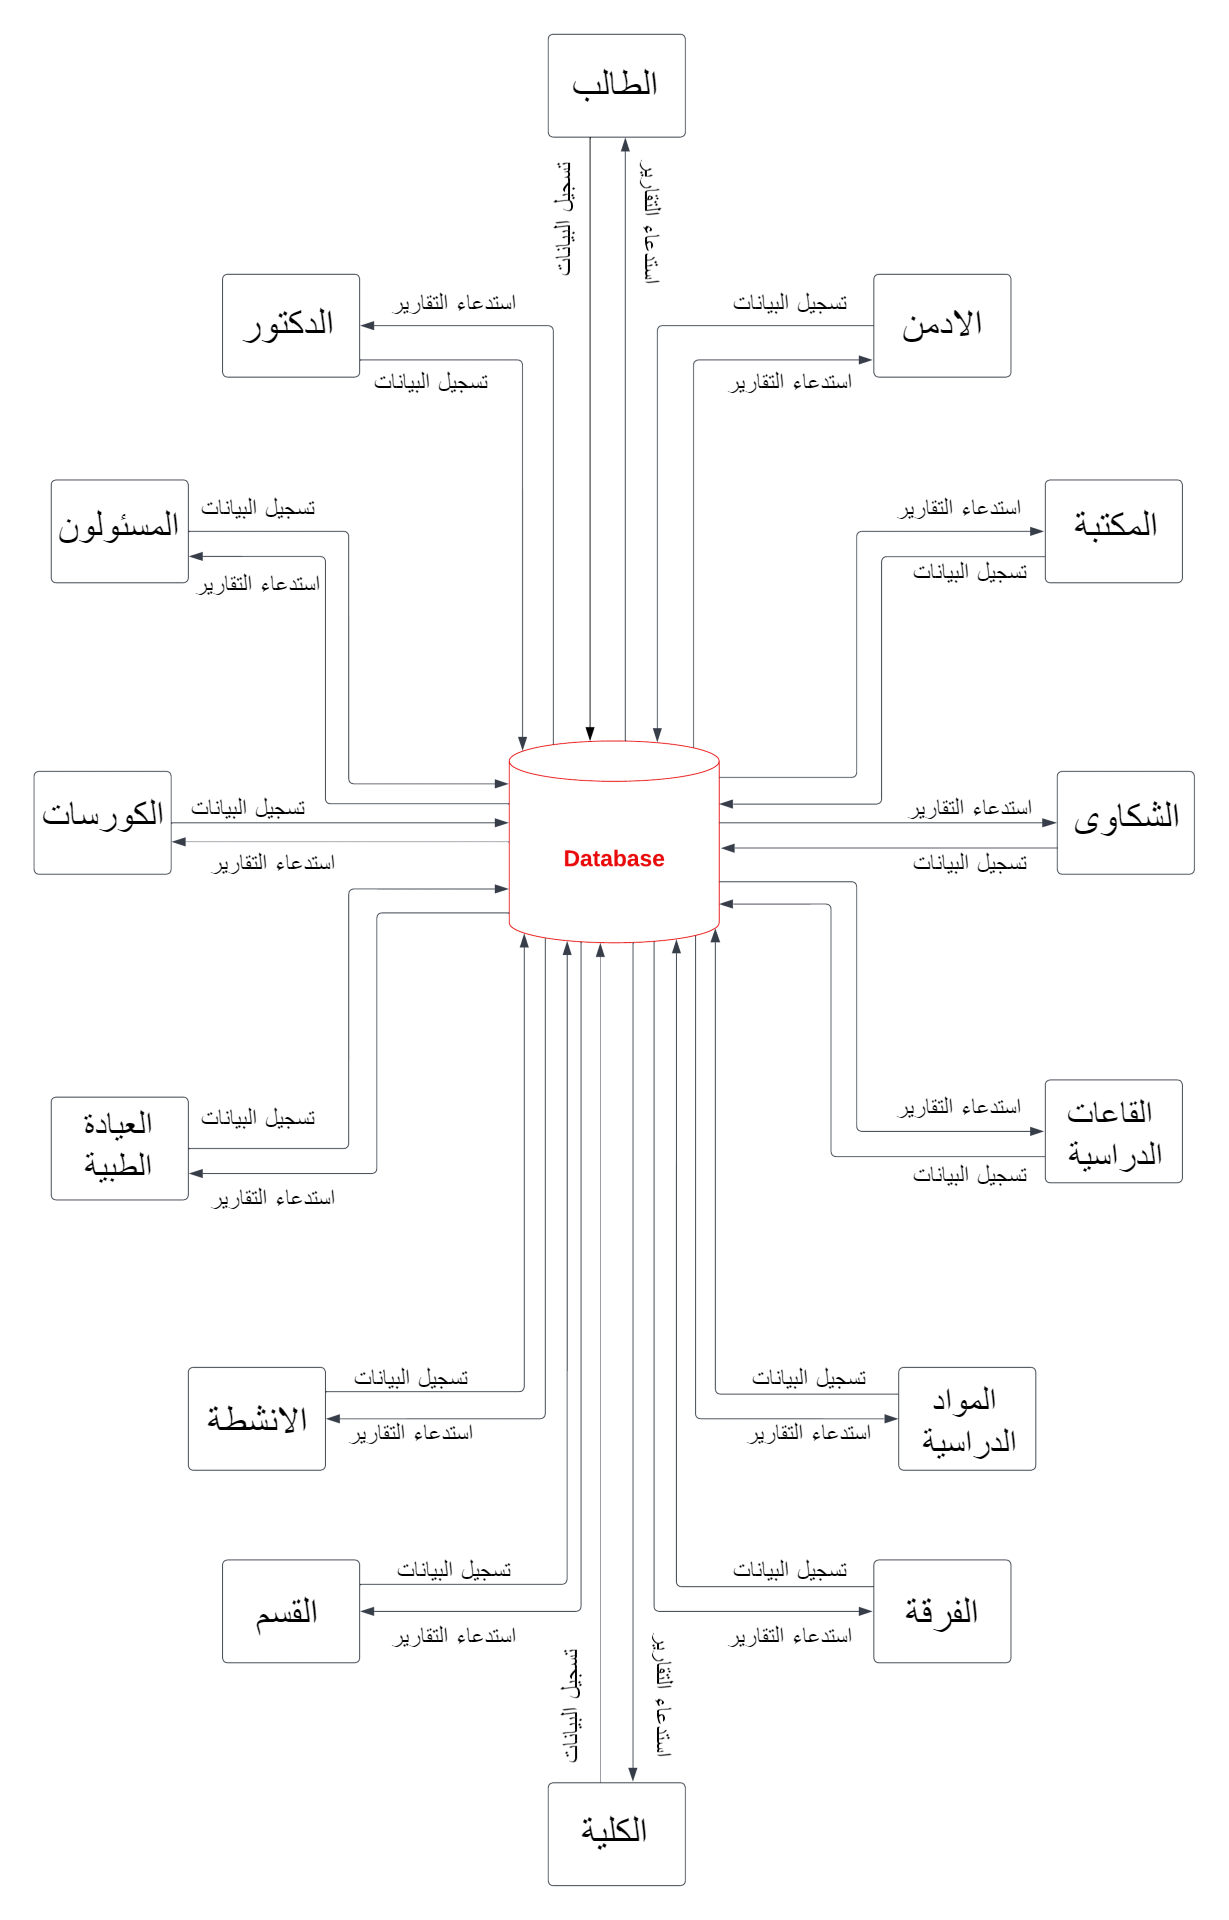 الطالب
تسجيل البيانات
استدعاء التقارير
الدكتور
استدعاء التقارير
تسجيل البيانات
الادمن
تسجيل البيانات
استدعاء التقارير
المسئولون
تسجيل البيانات
استدعاء التقارير
المكتبة
استدعاء التقارير
تسجيل البيانات
الكورسات
تسجيل البيانات
استدعاء التقارير
Database
الشكاوى
استدعاء التقارير
تسجيل البيانات
العيادة
الطبية
تسجيل البيانات
استدعاء التقارير
القاعات
الدراسية
استدعاء التقارير
تسجيل البيانات
الانشطة
تسجيل البيانات
استدعاء التقارير
المواد
الدراسية
تسجيل البيانات
استدعاء التقارير
القسم
تسجيل البيانات
استدعاء التقارير
الفرقة
تسجيل البيانات
استدعاء التقارير
تسجيل البيانات
استدعاء التقارير
الكلية